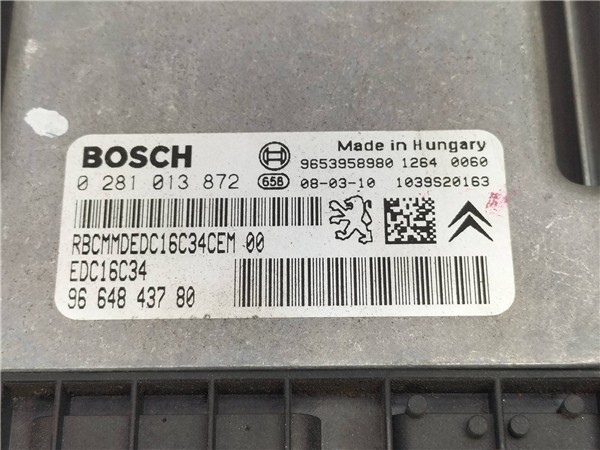 BOSCH
Made in Hungary
9653958980 1264 0060
0 281 013 872
658
08-03-10 1039S20163
RBCMMDEDC16C34CEM 00
EDC16C34
96 648 437 80